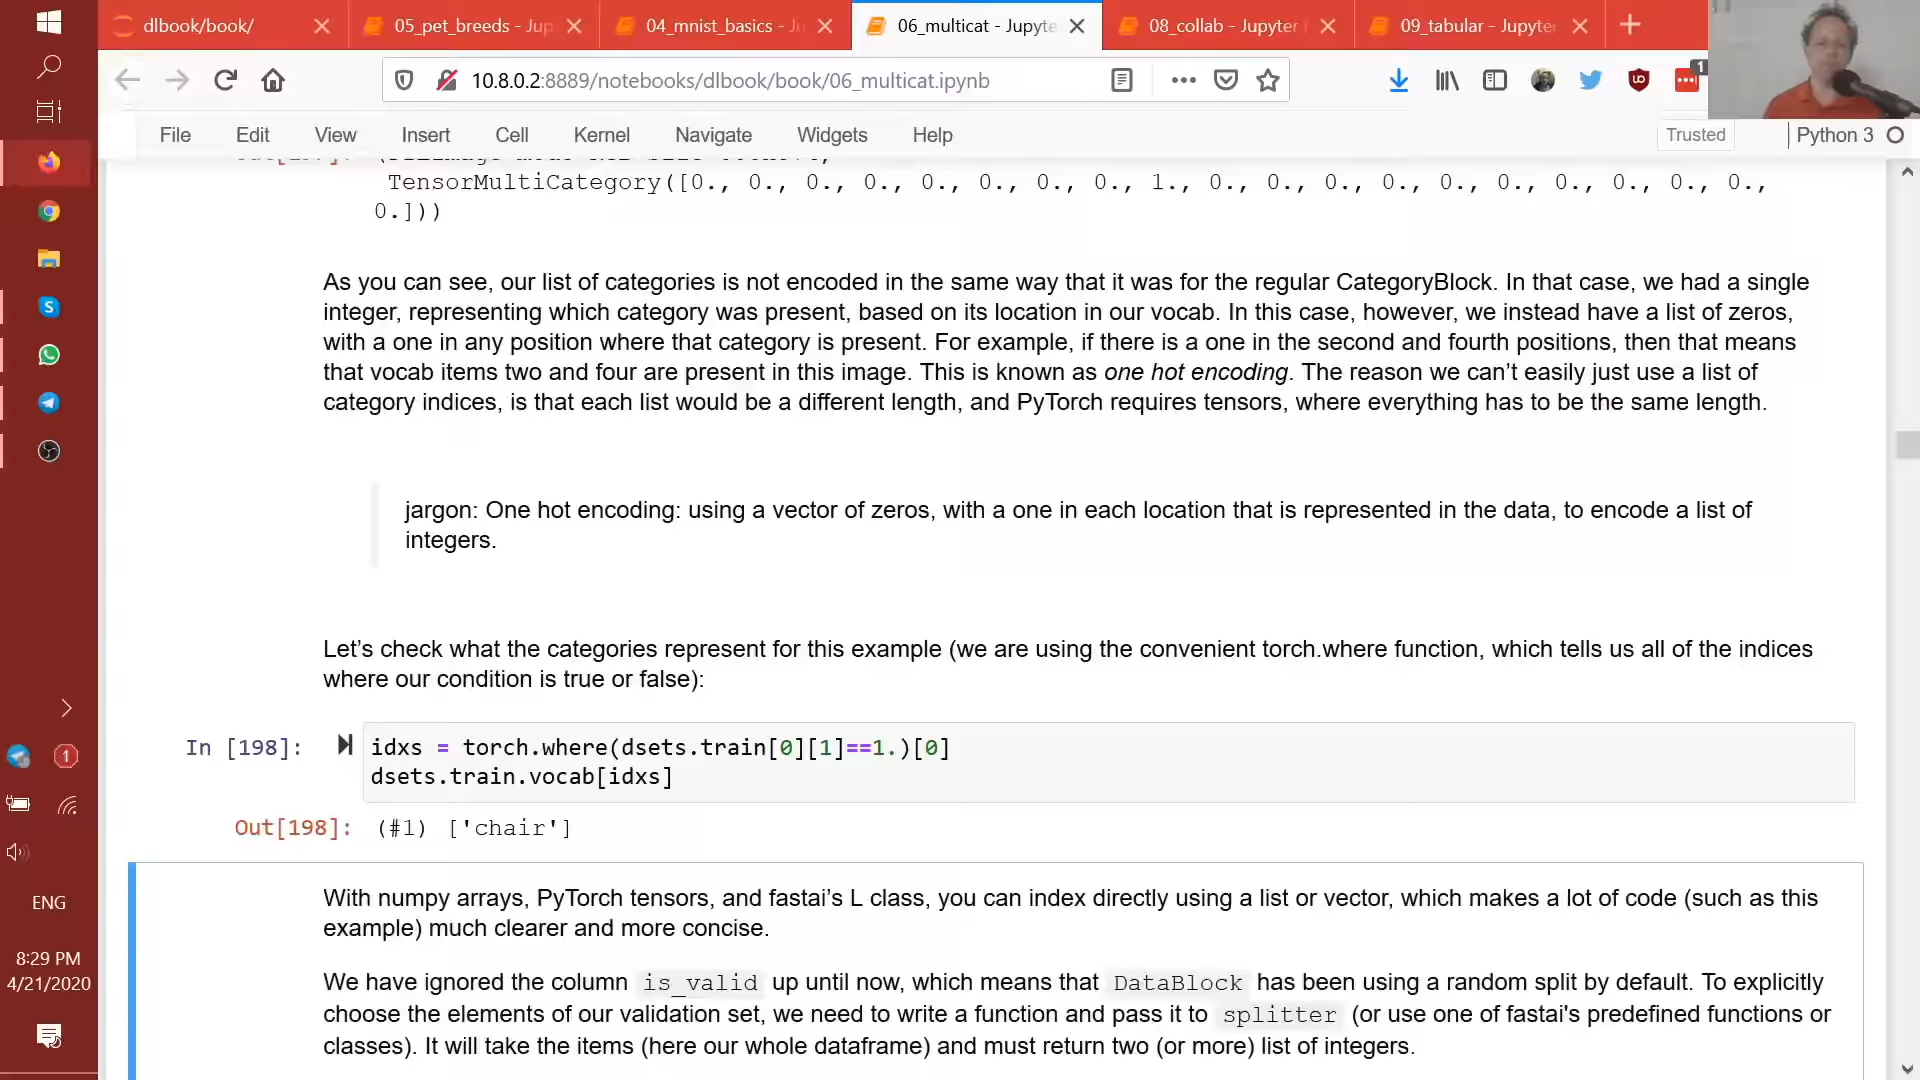 dlbook/book/
05_pet_breeds - Jup
04_mnist_basics - J
06_multicat - Jupyte
08_collab - Jupyter
09_tabular - Jupyter
10.8.0.2:8889/notebooks/dlbook/book/06_multicat.ipynb
1
File Edit View Insert Cell Kernel Navigate Widgets Help
Trusted
Python 3
TensorMultiCategory([0., 0., 0., 0., 0., 0., 0., 0., 1., 0., 0., 0., 0., 0., 0., 0., 0., 0., 0.,
0.]))
As you can see, our list of categories is not encoded in the same way that it was for the regular CategoryBlock. In that case, we had a single
integer, representing which category was present, based on its location in our vocab. In this case, however, we instead have a list of zeros,
with a one in any position where that category is present. For example, if there is a one in the second and fourth positions, then that means
that vocab items two and four are present in this image. This is known as one hot encoding. The reason we can’t easily just use a list of
category indices, is that each list would be a different length, and PyTorch requires tensors, where everything has to be the same length.
jargon: One hot encoding: using a vector of zeros, with a one in each location that is represented in the data, to encode a list of
integers.
Let’s check what the categories represent for this example (we are using the convenient torch.where function, which tells us all of the indices
where our condition is true or false):
In [198]:
idxs = torch.where(dsets.train[0][1]==1.)[0]
dsets.train.vocab[idxs]
Out[198]: (#1) ['chair']
With numpy arrays, PyTorch tensors, and fastai’s L class, you can index directly using a list or vector, which makes a lot of code (such as this
example) much clearer and more concise.
We have ignored the column is_valid up until now, which means that DataBlock has been using a random split by default. To explicitly
choose the elements of our validation set, we need to write a function and pass it to splitter (or use one of fastai's predefined functions or
classes). It will take the items (here our whole dataframe) and must return two (or more) list of integers.
1
ENG
8:29 PM
4/21/2020